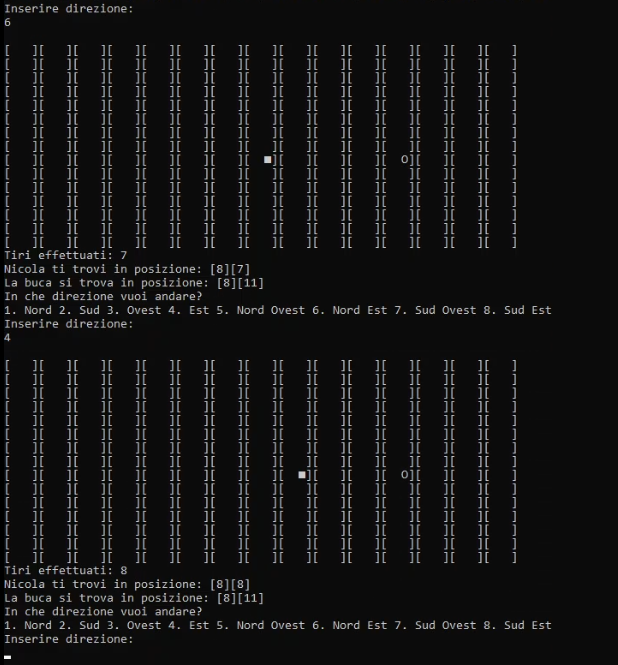 Inserire direzione:
6
[   ][   ][   ][   ][   ][   ][   ][   ][   ][   ][   ][   ][   ][   ][   ]
[   ][   ][   ][   ][   ][   ][   ][   ][   ][   ][   ][   ][   ][   ][   ]
[   ][   ][   ][   ][   ][   ][   ][   ][   ][   ][   ][   ][   ][   ][   ]
[   ][   ][   ][   ][   ][   ][   ][   ][   ][   ][   ][   ][   ][   ][   ]
[   ][   ][   ][   ][   ][   ][   ][   ][   ][   ][   ][   ][   ][   ][   ]
[   ][   ][   ][   ][   ][   ][   ][   ][   ][   ][   ][   ][   ][   ][   ]
[   ][   ][   ][   ][   ][   ][   ][   ][   ][   ][   ][   ][   ][   ][   ]
[   ][   ][   ][   ][   ][   ][   ][   ][   ][   ][   ][   ][   ][   ][   ]
[   ][   ][   ][   ][   ][   ][   ][  ■][   ][   ][   ][  O][   ][   ][   ]
[   ][   ][   ][   ][   ][   ][   ][   ][   ][   ][   ][   ][   ][   ][   ]
[   ][   ][   ][   ][   ][   ][   ][   ][   ][   ][   ][   ][   ][   ][   ]
[   ][   ][   ][   ][   ][   ][   ][   ][   ][   ][   ][   ][   ][   ][   ]
[   ][   ][   ][   ][   ][   ][   ][   ][   ][   ][   ][   ][   ][   ][   ]
[   ][   ][   ][   ][   ][   ][   ][   ][   ][   ][   ][   ][   ][   ][   ]
[   ][   ][   ][   ][   ][   ][   ][   ][   ][   ][   ][   ][   ][   ][   ]
Tiri effettuati: 7
Nicola ti trovi in posizione: [8][7]
La buca si trova in posizione: [8][11]
In che direzione vuoi andare?
1. Nord 2. Sud 3. Ovest 4. Est 5. Nord Ovest 6. Nord Est 7. Sud Ovest 8. Sud Est
Inserire direzione:
4
[   ][   ][   ][   ][   ][   ][   ][   ][   ][   ][   ][   ][   ][   ][   ]
[   ][   ][   ][   ][   ][   ][   ][   ][   ][   ][   ][   ][   ][   ][   ]
[   ][   ][   ][   ][   ][   ][   ][   ][   ][   ][   ][   ][   ][   ][   ]
[   ][   ][   ][   ][   ][   ][   ][   ][   ][   ][   ][   ][   ][   ][   ]
[   ][   ][   ][   ][   ][   ][   ][   ][   ][   ][   ][   ][   ][   ][   ]
[   ][   ][   ][   ][   ][   ][   ][   ][   ][   ][   ][   ][   ][   ][   ]
[   ][   ][   ][   ][   ][   ][   ][   ][   ][   ][   ][   ][   ][   ][   ]
[   ][   ][   ][   ][   ][   ][   ][   ][   ][   ][   ][   ][   ][   ][   ]
[   ][   ][   ][   ][   ][   ][   ][   ][  ■][   ][   ][  O][   ][   ][   ]
[   ][   ][   ][   ][   ][   ][   ][   ][   ][   ][   ][   ][   ][   ][   ]
[   ][   ][   ][   ][   ][   ][   ][   ][   ][   ][   ][   ][   ][   ][   ]
[   ][   ][   ][   ][   ][   ][   ][   ][   ][   ][   ][   ][   ][   ][   ]
[   ][   ][   ][   ][   ][   ][   ][   ][   ][   ][   ][   ][   ][   ][   ]
[   ][   ][   ][   ][   ][   ][   ][   ][   ][   ][   ][   ][   ][   ][   ]
[   ][   ][   ][   ][   ][   ][   ][   ][   ][   ][   ][   ][   ][   ][   ]
Tiri effettuati: 8
Nicola ti trovi in posizione: [8][8]
La buca si trova in posizione: [8][11]
In che direzione vuoi andare?
1. Nord 2. Sud 3. Ovest 4. Est 5. Nord Ovest 6. Nord Est 7. Sud Ovest 8. Sud Est
Inserire direzione: